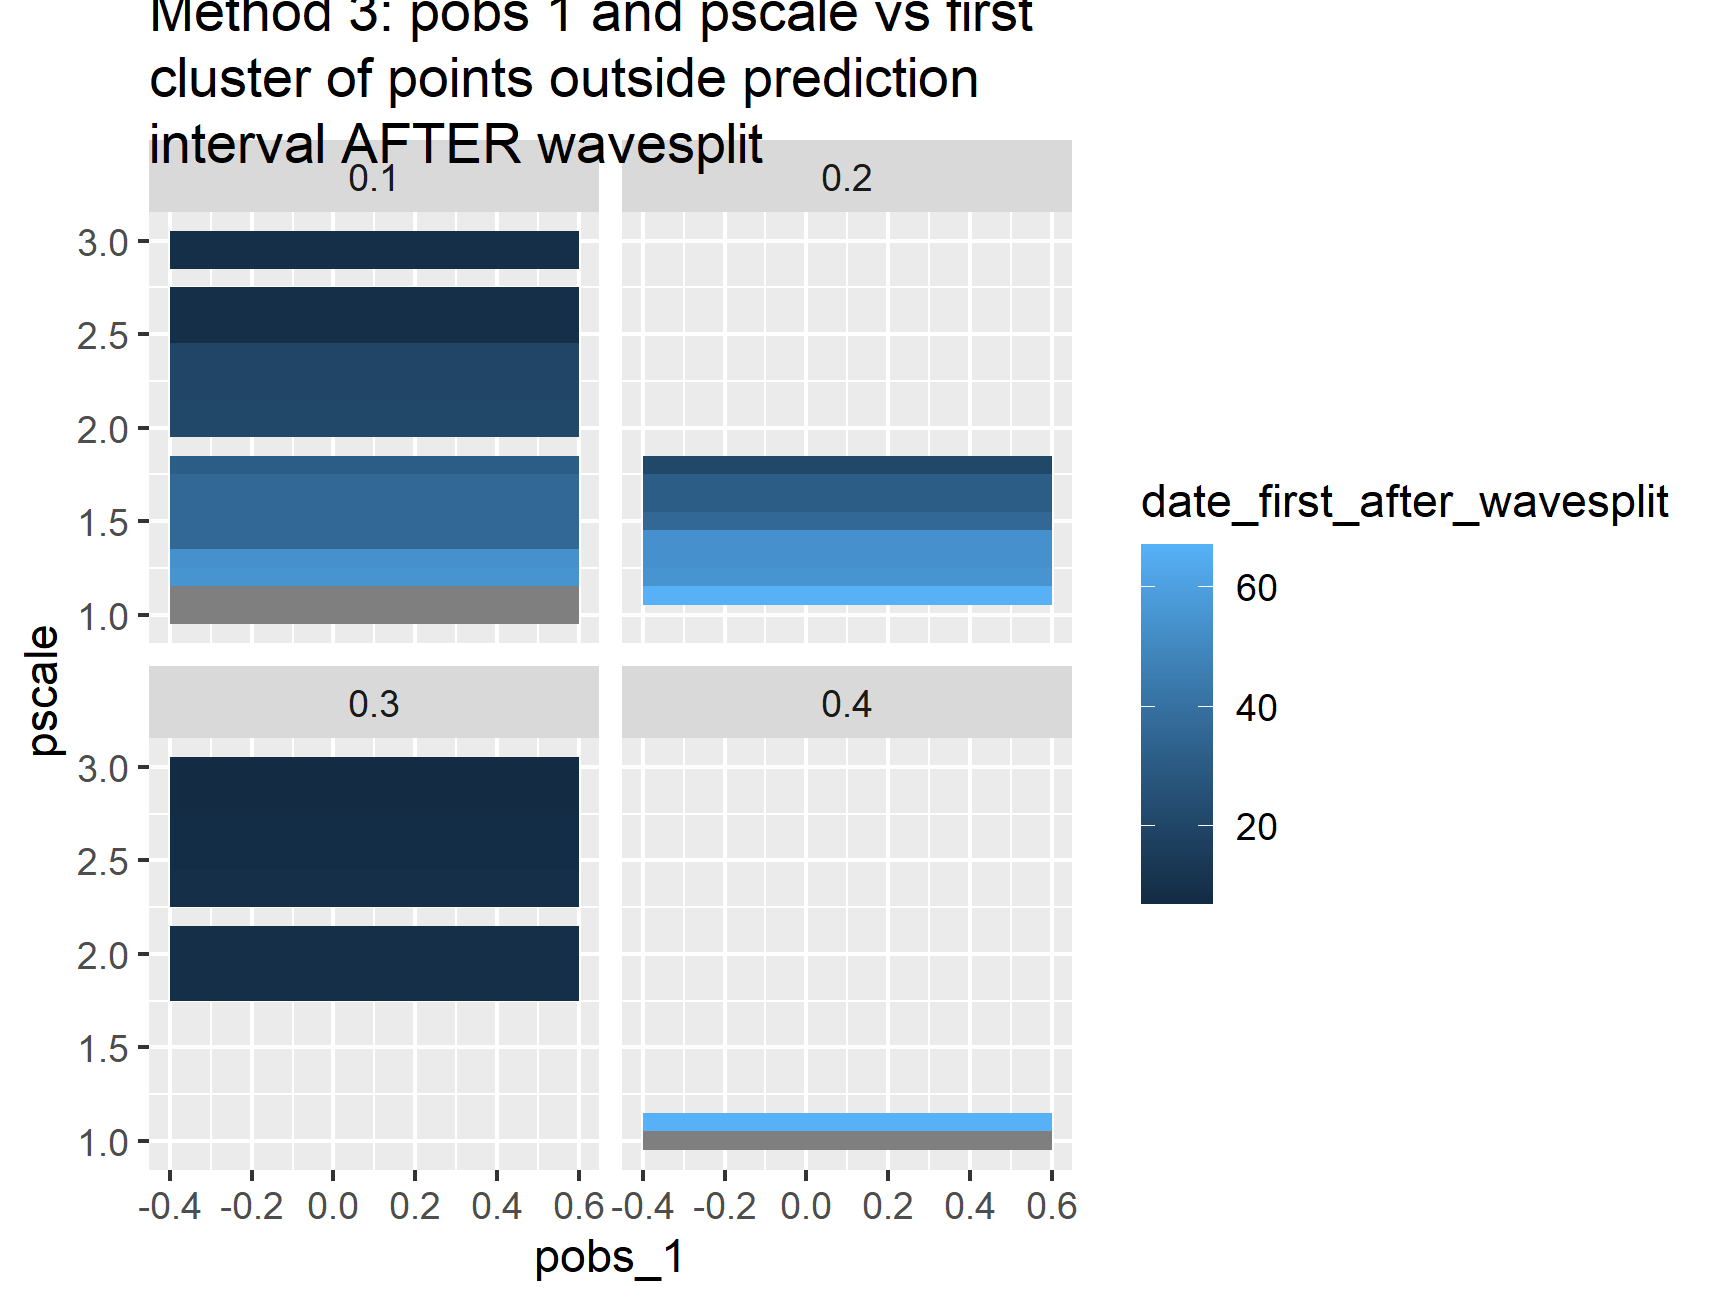 Method 3: pobs 1 and pscale vs first
cluster of points outside prediction
interval AFTER wavesplit
0.1
0.2
3.0
2.5
2.0
1.5
1.0
0.3
0.4
3.0
2.5
2.0
1.5
1.0
-0.4 -0.2 0.0 0.2 0.4 0.6
-0.4 -0.2 0.0 0.2 0.4 0.6
pobs_1
pscale
date_first_after_wavesplit
60
40
20